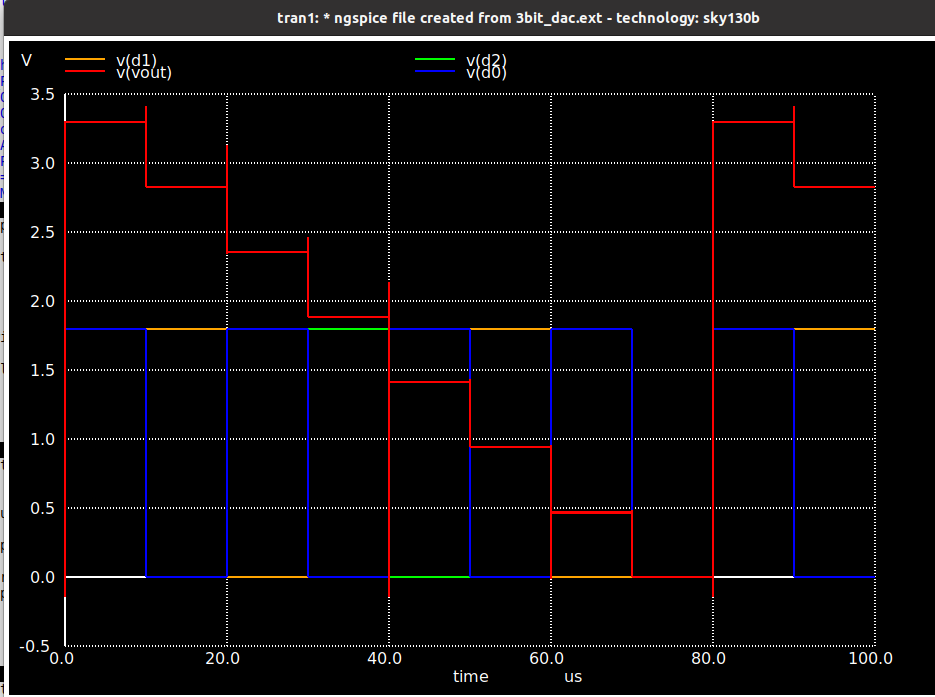 tran1: * ngspice file created from 3bit_dac.ext - technology: sky130b
V
v(d1) v(d2)
v(vout) v(d0)
3.5
3.0
2.5
2.0
1.5
1.0
0.5
0.0
-0.5
0.0 20.0 40.0 60.0 80.0 100.0
time us